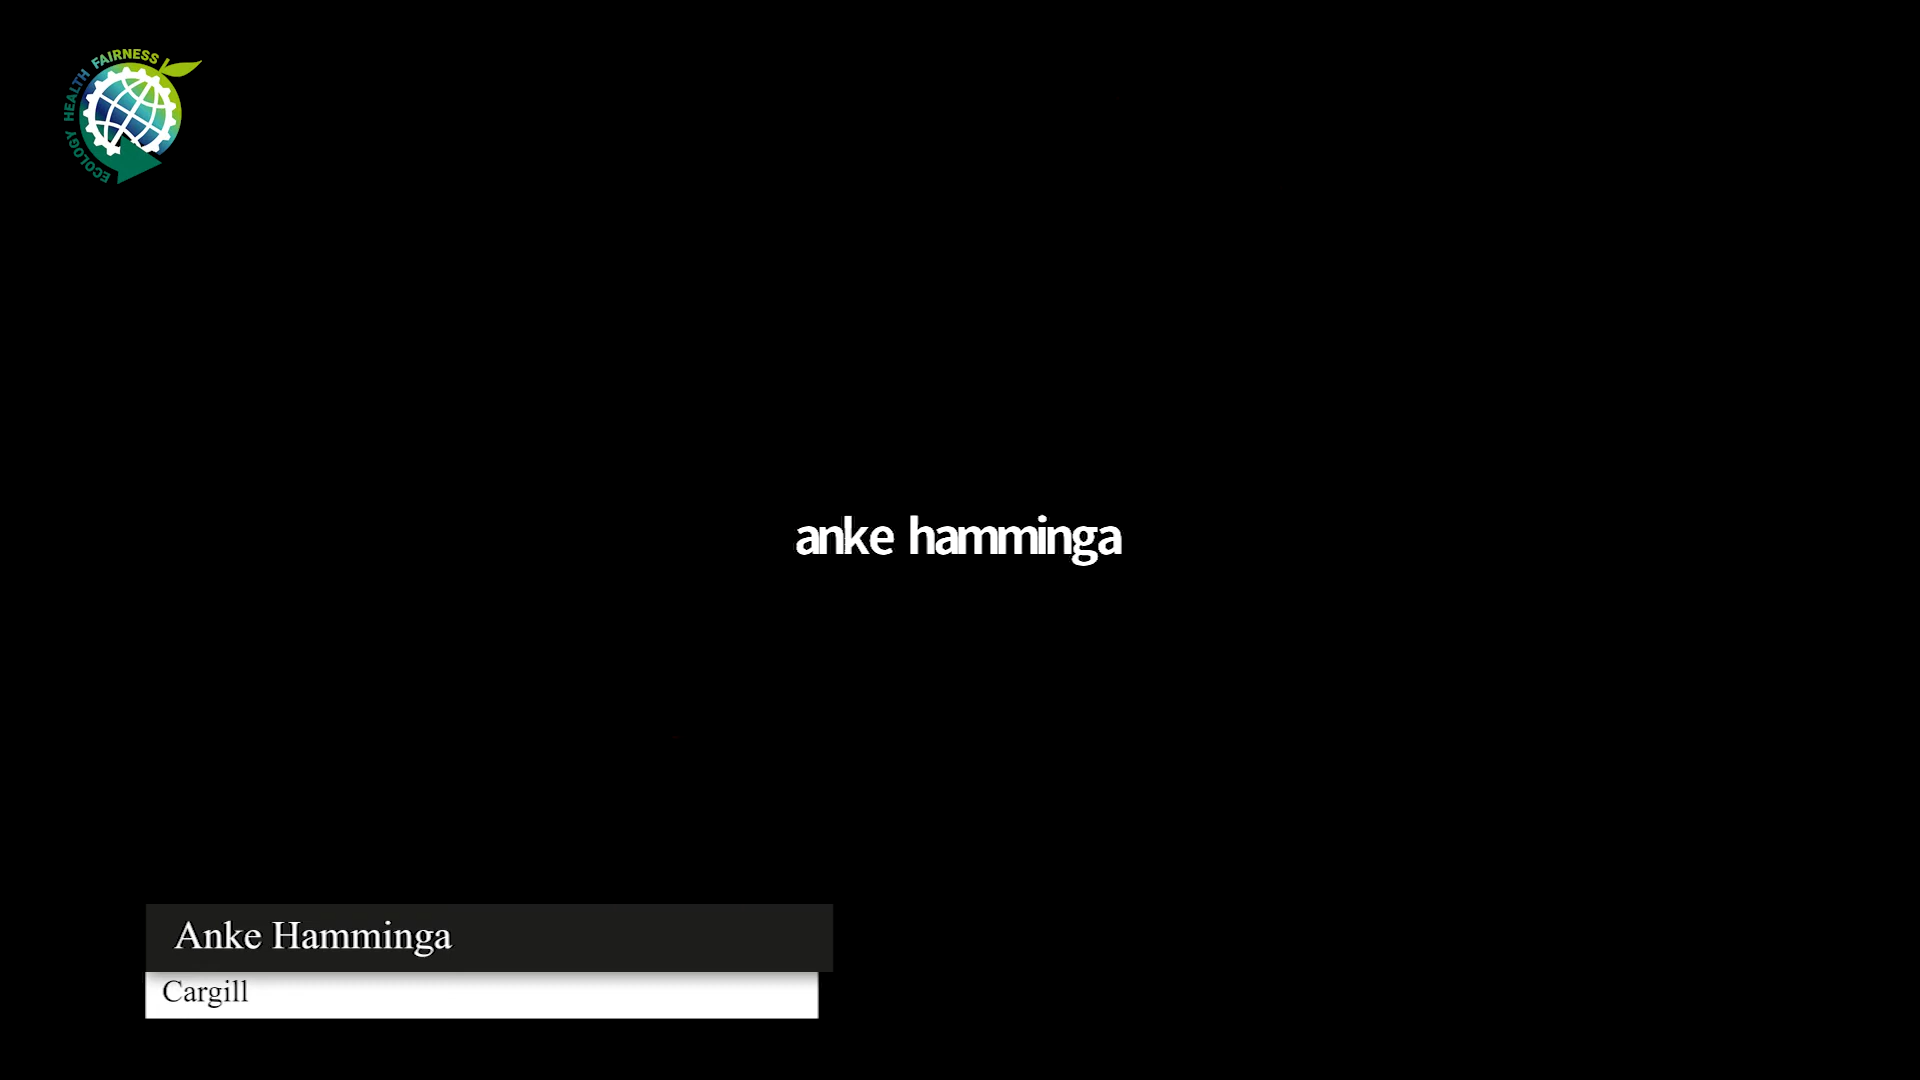 FAIRNESS
HEALTH
ECOLOGY
anke hamminga
Anke Hamminga
Cargill